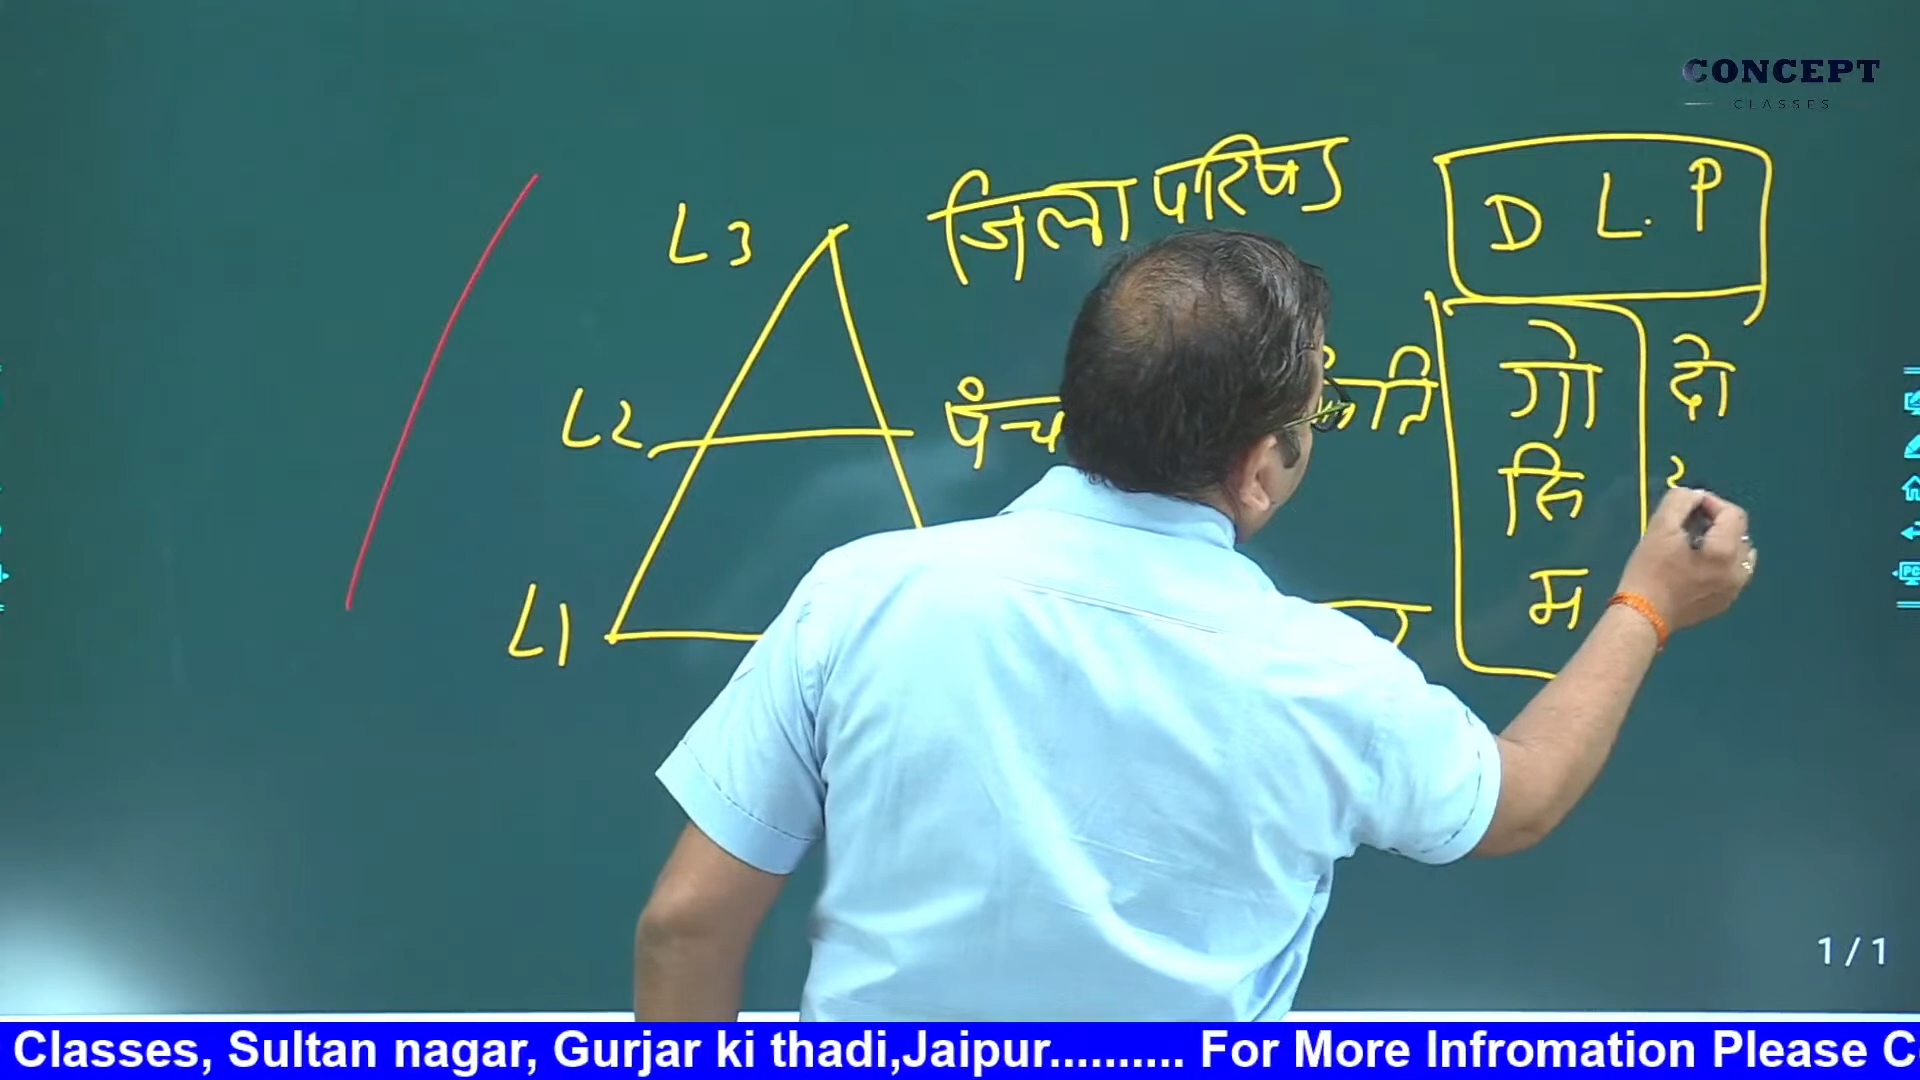 CONCEPT
CLASSES
L3
जिला परिषद
D L. P
L2
गो
दो
सि
म
L1
1/1
Classes, Sultan nagar, Gurjar ki thadi,Jaipur.......... For More Infromation Please